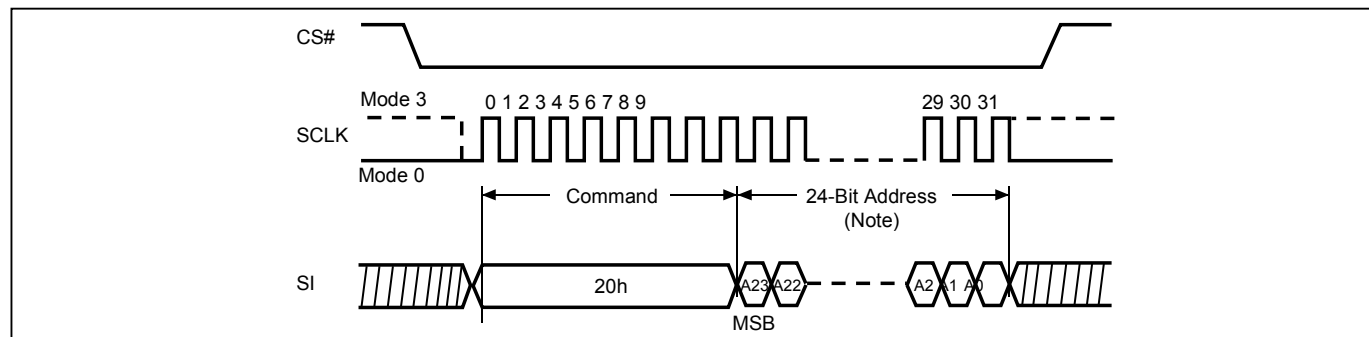 CS#
Mode 3
0 1 2 3 4 5 6 7 8 9
29 30 31
SCLK
Mode 0
Command
24-Bit Address
(Note)
SI
20h
A23 A22
A2 A1 A0
MSB